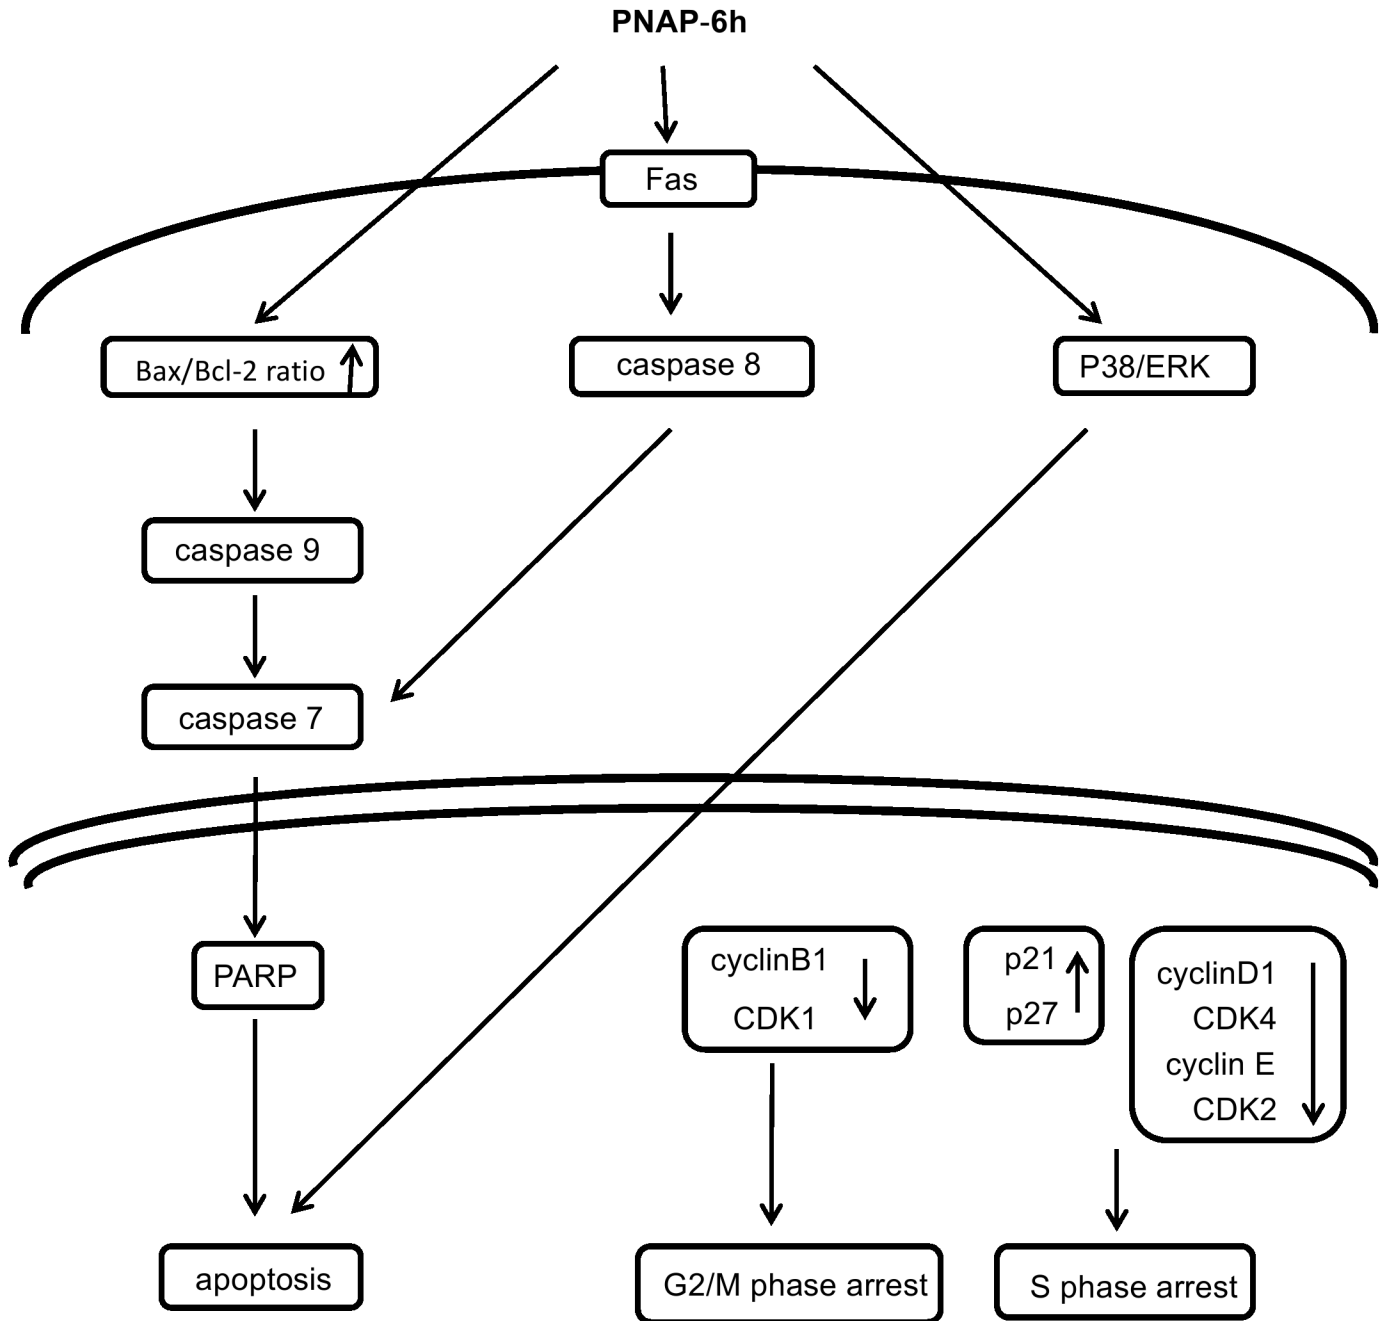 PNAP-6h
Fas
Bax/Bcl-2 ratio
caspase 8
P38/ERK
caspase 9
caspase 7
PARP
cyclinB1
CDK1
p21
p27
cyclinD1
CDK4
cyclin E
CDK2
apoptosis
G2/M phase arrest
S phase arrest